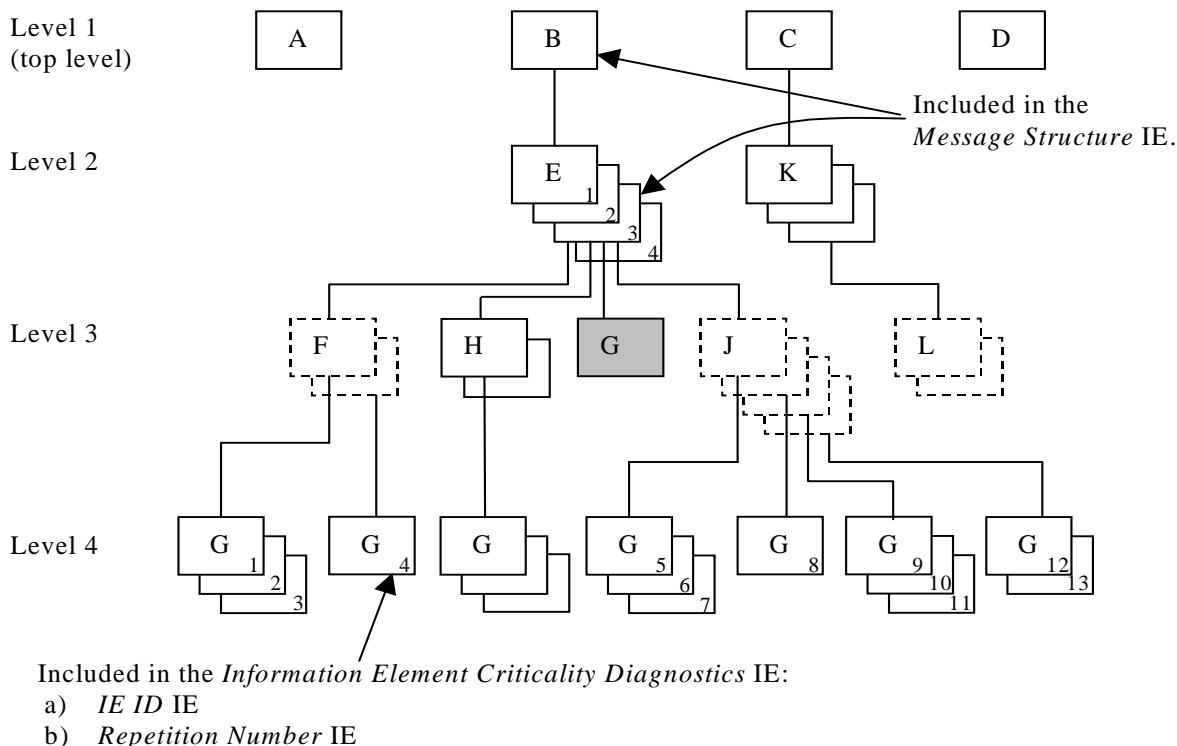 Level 1
(top level)
A
B
C
D
Included in the
Message Structure IE.
Level 2
E
1
2
3
4
K
Level 3
F
H
G
J
L
Level 4
G
1
2
3
G
4
G
G
5
6
7
G
8
G
9
10
11
G
12
13
Included in the Information Element Criticality Diagnostics IE:
a) IE ID IE
b) Repetition Number IE